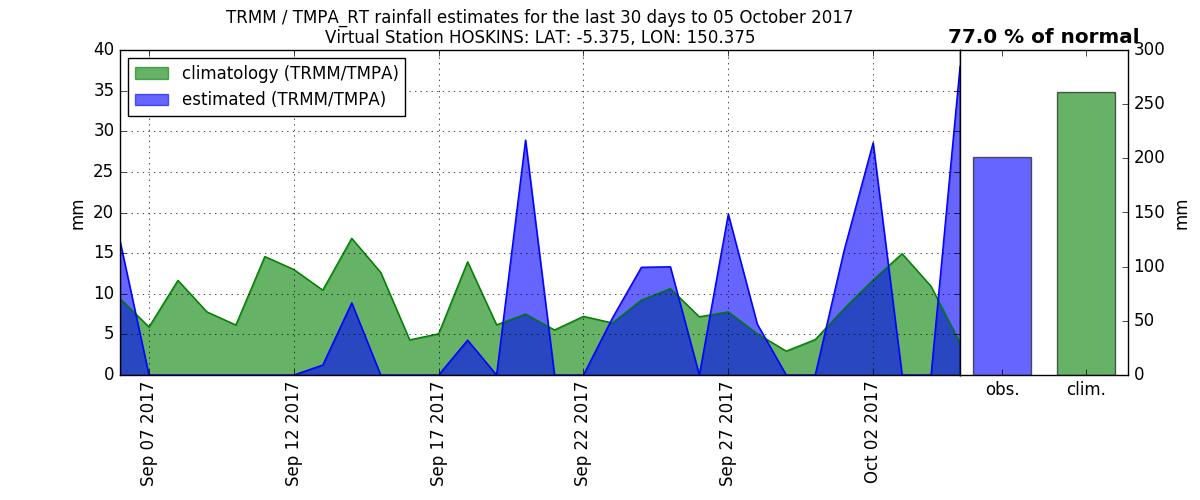 TRMM / TMPA_RT rainfall estimates for the last 30 days to 05 October 2017
Virtual Station HOSKINS: LAT: -5.375, LON: 150.375
77.0 % of normal
climatology (TRMM/TMPA)
estimated (TRMM/TMPA)
40
35
30
25
20
15
10
5
0
mm
Sep 07 2017
Sep 12 2017
Sep 17 2017
Sep 22 2017
Sep 27 2017
Oct 02 2017
obs.
clim.
300
250
200
150
100
50
0
mm